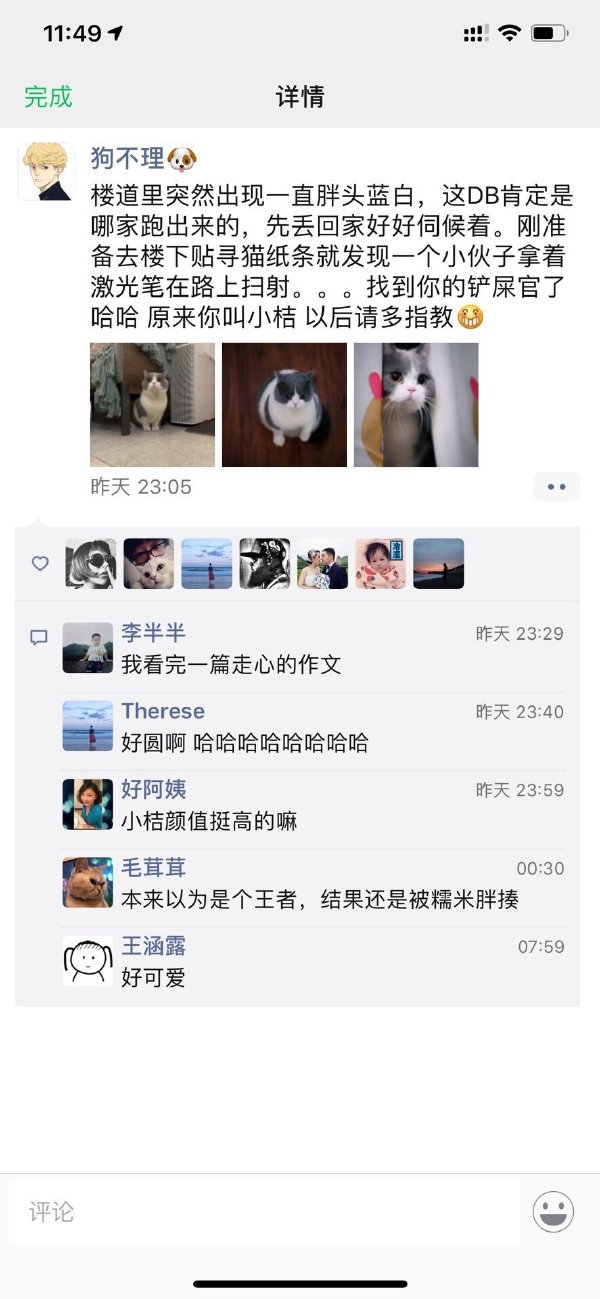 11:49
完成
详情
狗不理🐶
楼道里突然出现一直胖头蓝白，这DB肯定是
哪家跑出来的，先丢回家好好伺候着。刚准
备去楼下贴寻猫纸条就发现一个小伙子拿着
激光笔在路上扫射。。。找到你的铲屎官了
哈哈 原来你叫小桔 以后请多指教😁
昨天 23:05
李半半
昨天 23:29
我看完一篇走心的作文
Therese
昨天 23:40
好圆啊 哈哈哈哈哈哈哈哈
好阿姨
昨天 23:59
小桔颜值挺高的嘛
毛茸茸
00:30
本来以为是个王者，结果还是被糯米胖揍
王涵露
07:59
好可爱
评论